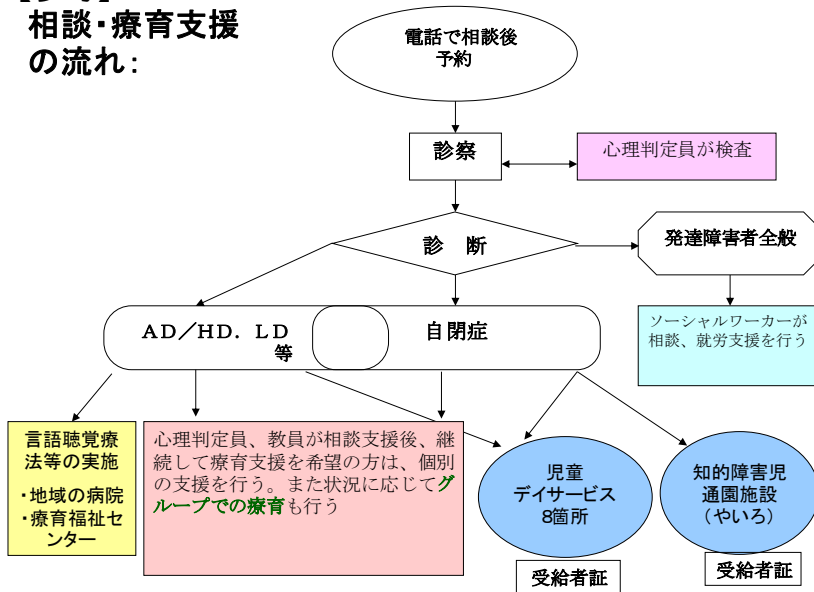 相談・療育支援
の流れ:
電話で相談後
予約
診察
心理判定員が検査
診　断
発達障害者全般
ソーシャルワーカーが
相談、就労支援を行う
ＡＤ／ＨＤ．ＬＤ
等
自閉症
言語聴覚療
法等の実施
・地域の病院
・療育福祉セ
ンター
心理判定員、教員が相談支援後、継
続して療育支援を希望の方は、個別
の支援を行う。また状況に応じてグ
ループでの療育も行う
児童
デイサービス
8箇所
受給者証
知的障害児
通園施設
（やいろ）
受給者証